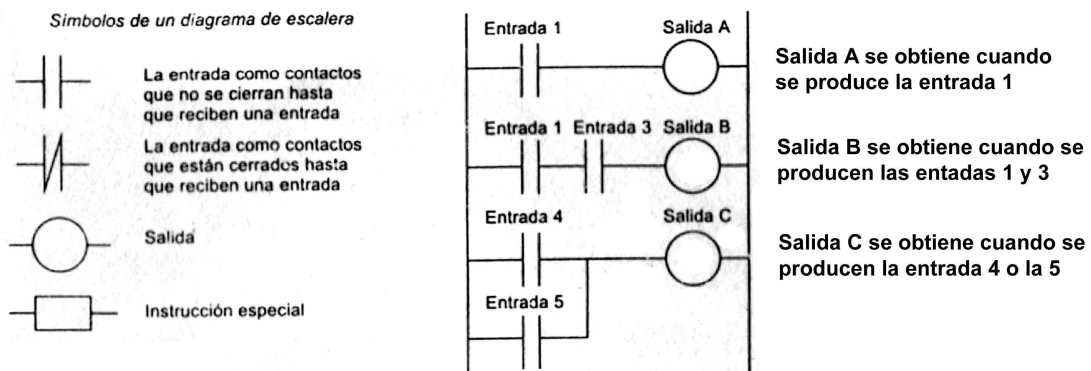 Símbolos de un diagrama de escalera
La entrada como contactos
que no se cierran hasta
que reciben una entrada
La entrada como contactos
que están cerrados hasta
que reciben una entrada
Salida
Instrucción especial
Entrada 1 Salida A
Entrada 1 Entrada 3 Salida B
Entrada 4 Salida C
Entrada 5
Salida A se obtiene cuando
se produce la entrada 1
Salida B se obtiene cuando se
producen las entadas 1 y 3
Salida C se obtiene cuando se
producen la entrada 4 o la 5